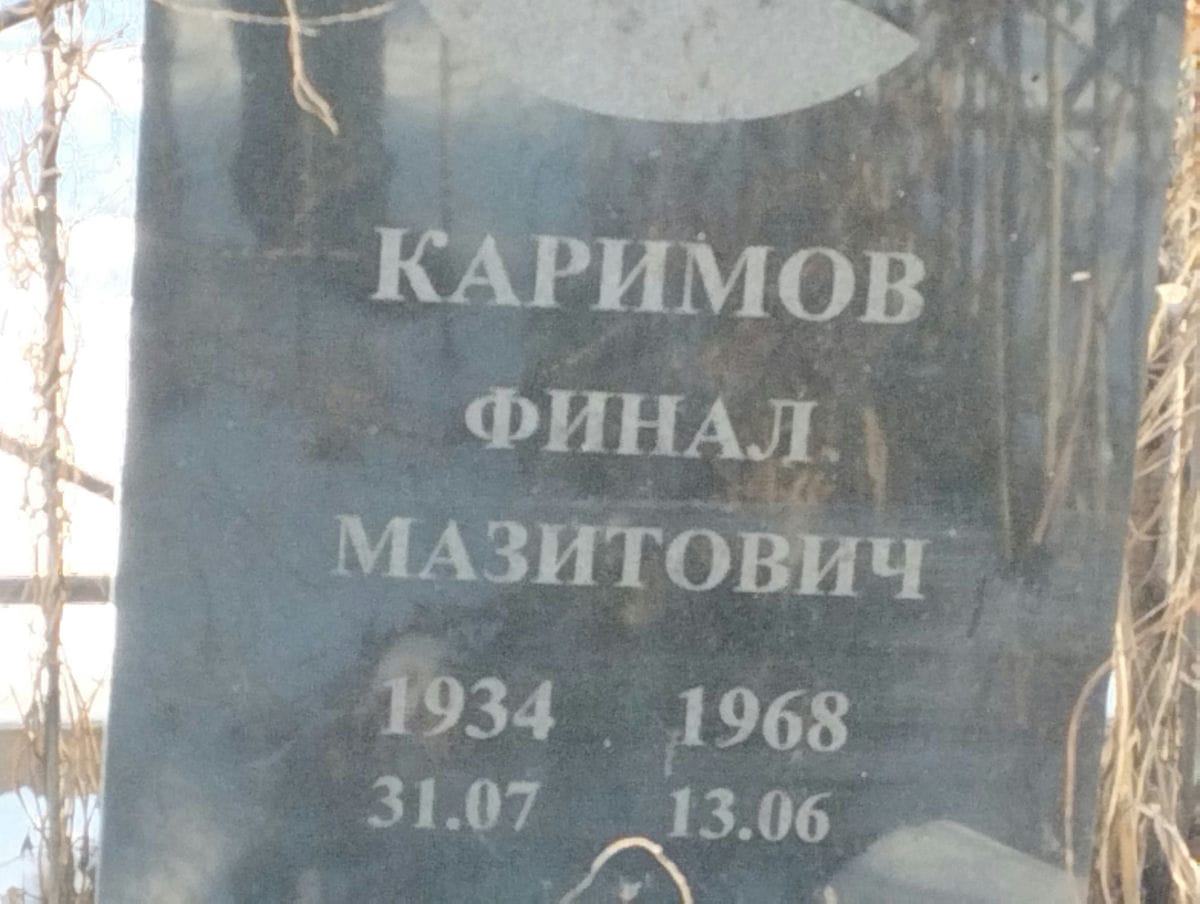 КАРИМОВ
ФИНАЛ
МАЗИТОВИЧ
1934 1968
31.07 13.06